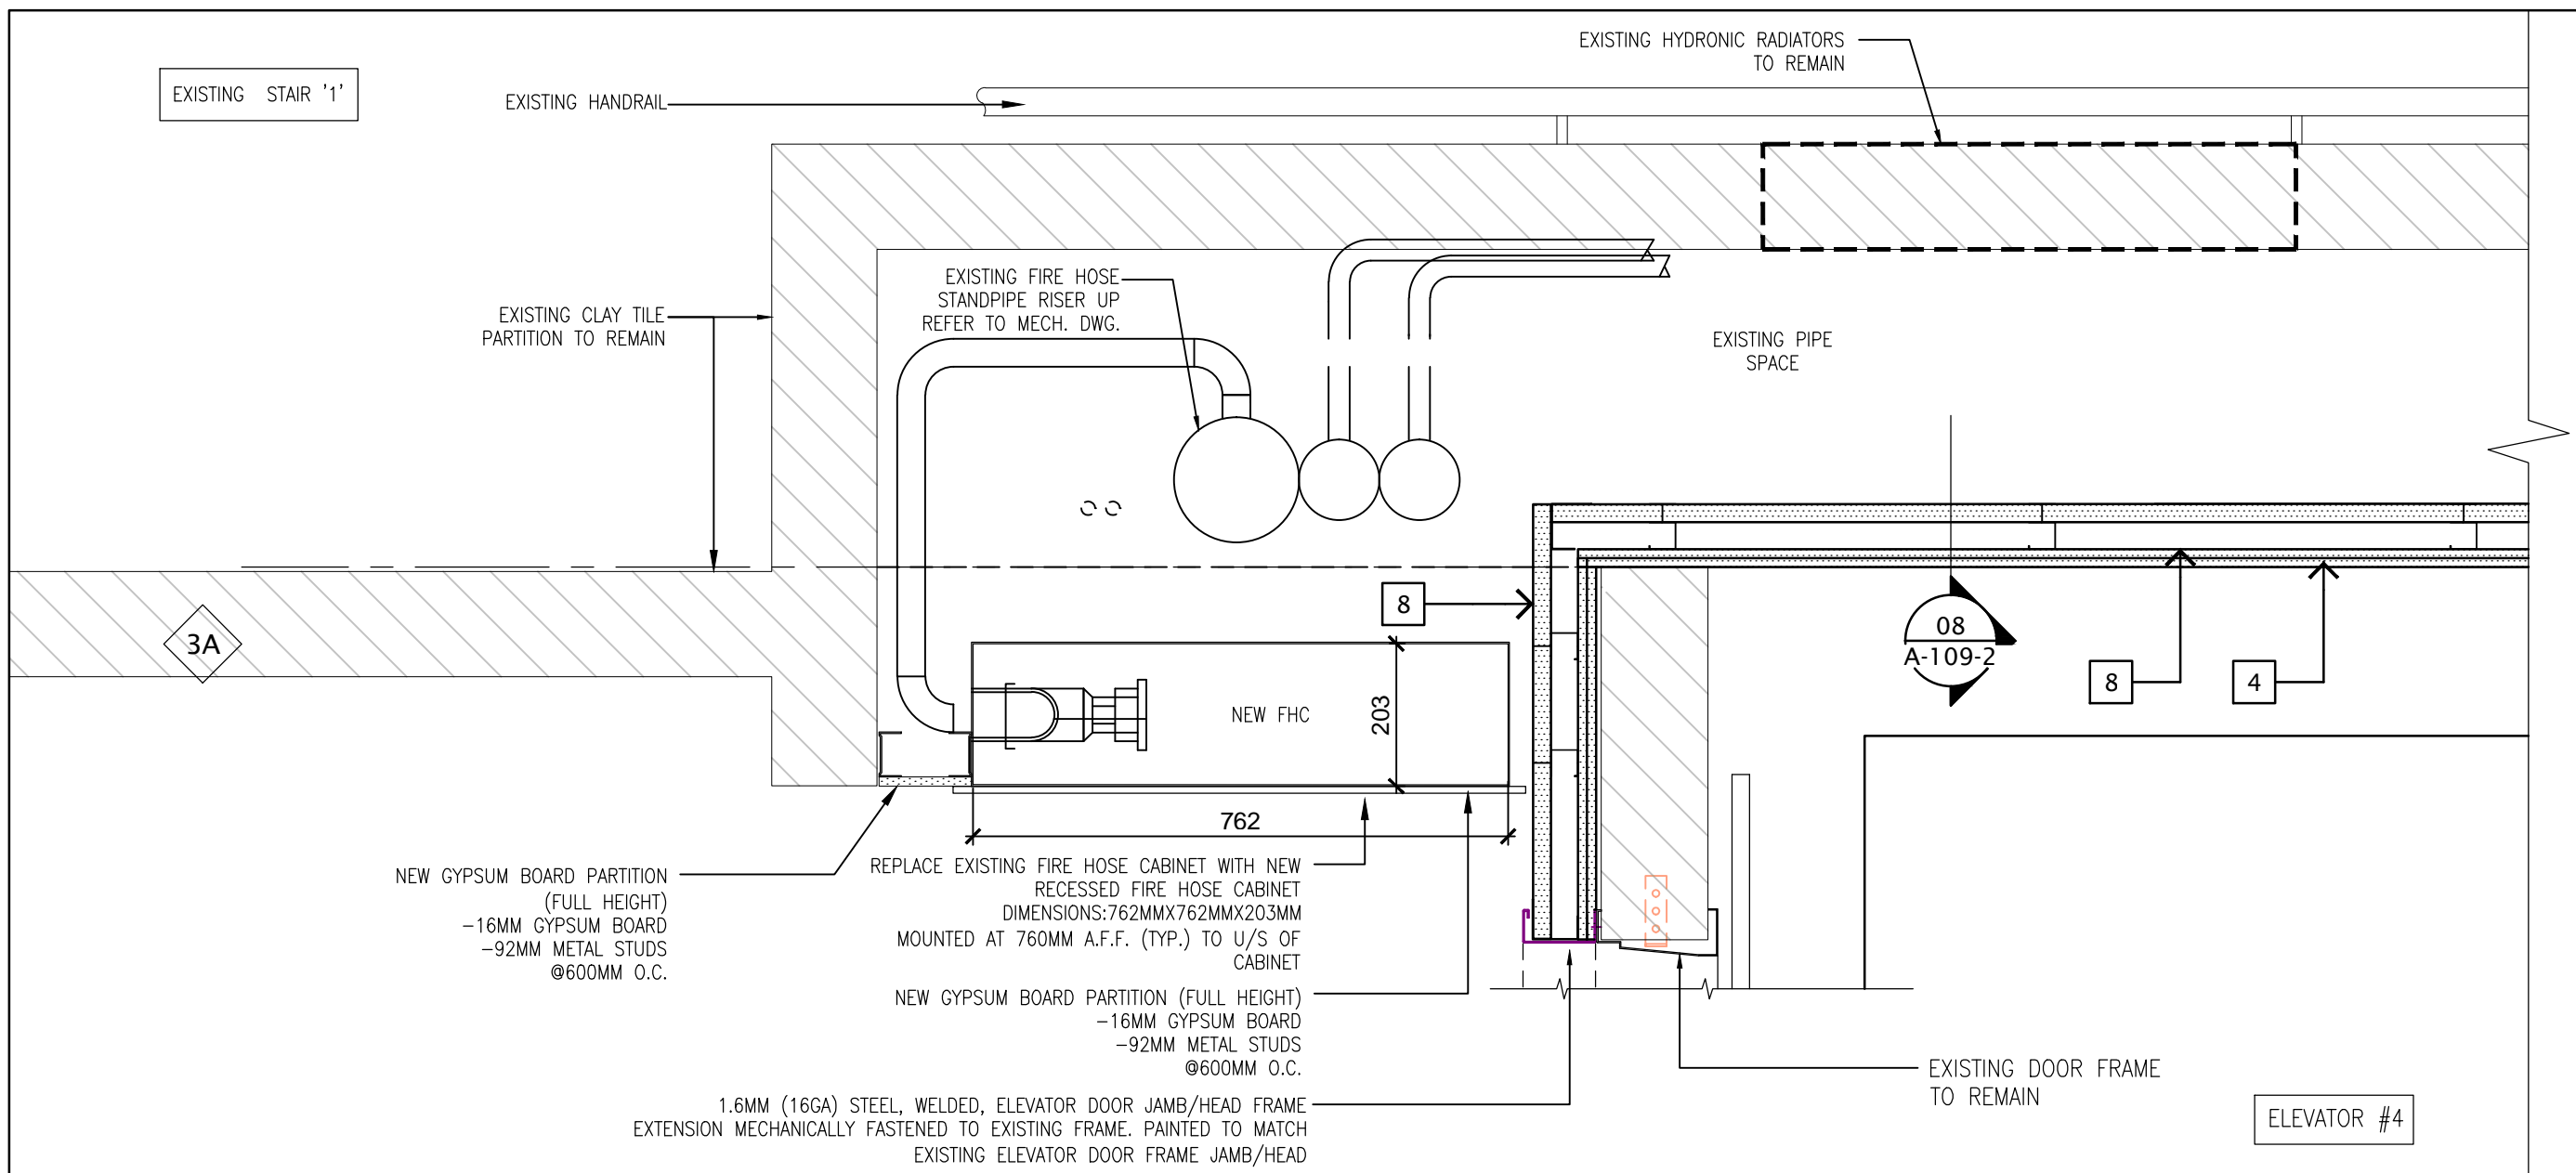 EXISTING HYDRONIC RADIATORS
TO REMAIN
EXISTING STAIR '1'
EXISTING HANDRAIL
EXISTING FIRE HOSE
STANDPIPE RISER UP
REFER TO MECH. DWG.
EXISTING CLAY TILE
PARTITION TO REMAIN
EXISTING PIPE
SPACE
8
3A
08
A-109-2
8
4
NEW FHC
203
762
NEW GYPSUM BOARD PARTITION
(FULL HEIGHT)
-16MM GYPSUM BOARD
-92MM METAL STUDS
@600MM O.C.
REPLACE EXISTING FIRE HOSE CABINET WITH NEW
RECESSED FIRE HOSE CABINET
DIMENSIONS:762MMX762MMX203MM
MOUNTED AT 760MM A.F.F. (TYP.) TO U/S OF
CABINET
NEW GYPSUM BOARD PARTITION (FULL HEIGHT)
-16MM GYPSUM BOARD
-92MM METAL STUDS
@600MM O.C.
1.6MM (16GA) STEEL, WELDED, ELEVATOR DOOR JAMB/HEAD FRAME
EXTENSION MECHANICALLY FASTENED TO EXISTING FRAME. PAINTED TO MATCH
EXISTING ELEVATOR DOOR FRAME JAMB/HEAD
EXISTING DOOR FRAME
TO REMAIN
ELEVATOR #4